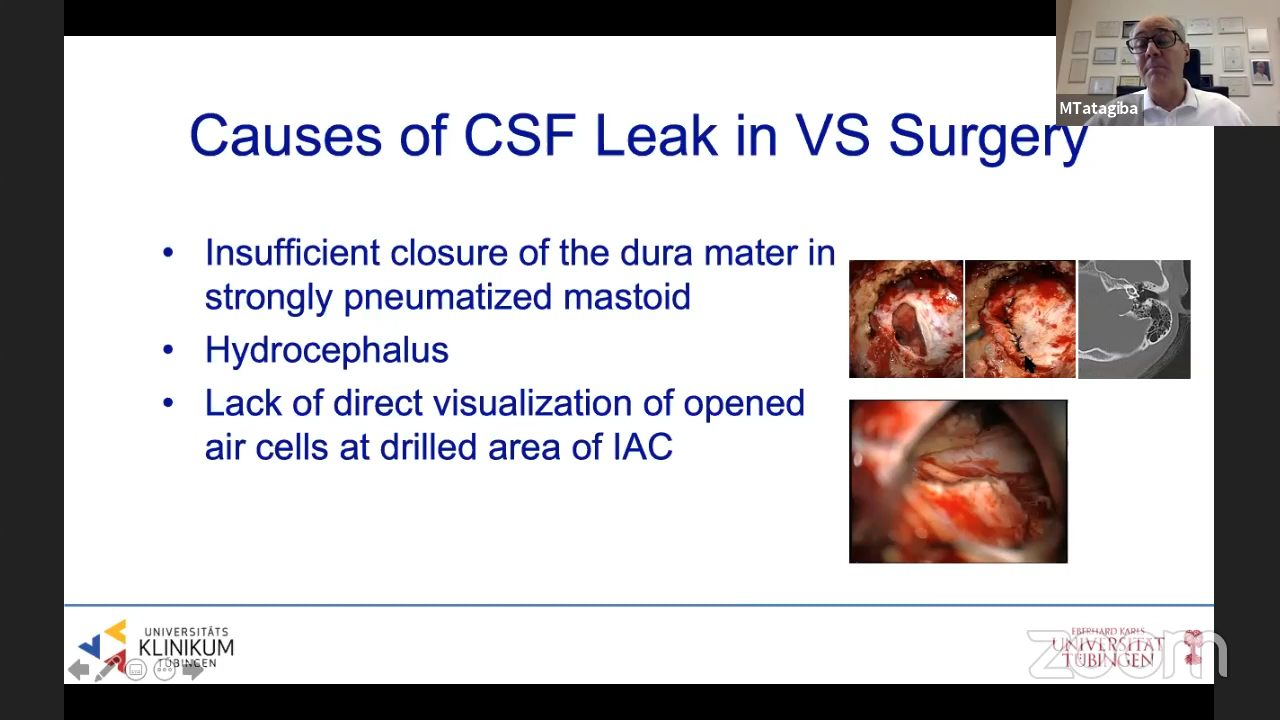 MTatagiba
Causes of CSF Leak in VS Surgery
• Insufficient closure of the dura mater in
strongly pneumatized mastoid
• Hydrocephalus
• Lack of direct visualization of opened
air cells at drilled area of IAC
UNIVERSITÄTS
KLINIKUM
TÜBINGEN
EBERHARD KARLS
UNIVERSITÄT
TÜBINGEN
zoom